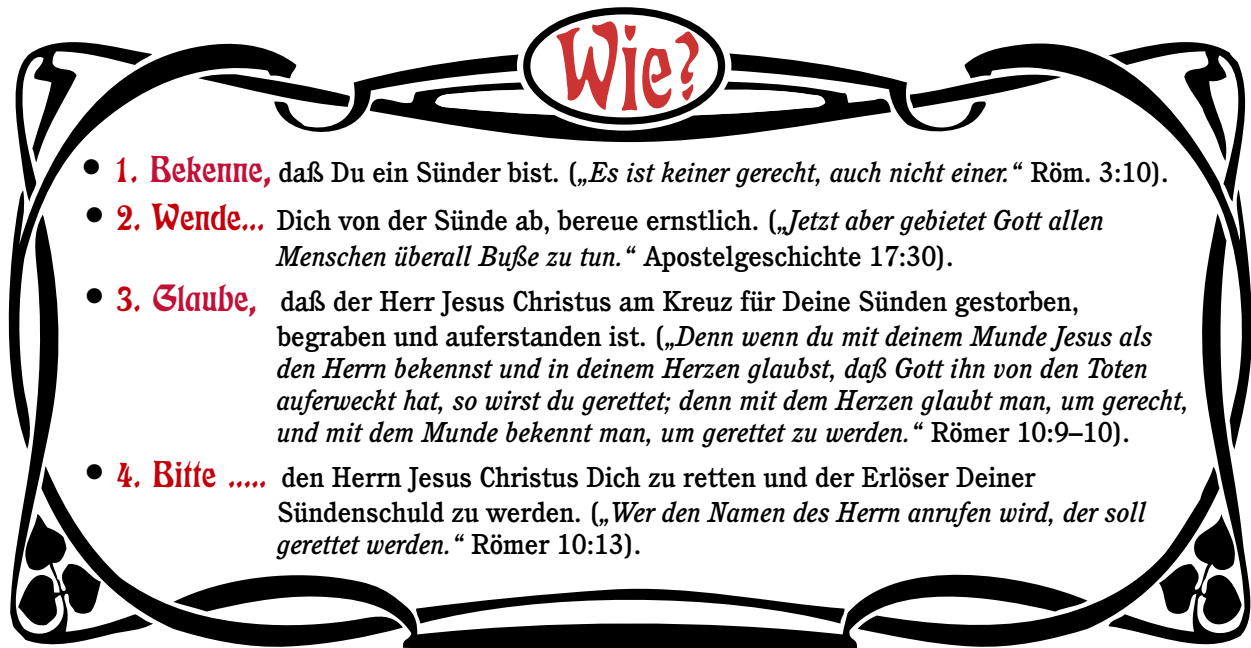 Wie?
• 1. Bekenne, daß Du ein Sünder bist. („Es ist keiner gerecht, auch nicht einer.“ Röm. 3:10).
• 2. Wende... Dich von der Sünde ab, bereue ernstlich. („Jetzt aber gebietet Gott allen
Menschen überall Buße zu tun.“ Apostelgeschichte 17:30).
• 3. Glaube, daß der Herr Jesus Christus am Kreuz für Deine Sünden gestorben,
begraben und auferstanden ist. („Denn wenn du mit deinem Munde Jesus als
den Herrn bekennst und in deinem Herzen glaubst, daß Gott ihn von den Toten
auferweckt hat, so wirst du gerettet; denn mit dem Herzen glaubt man, um gerecht,
und mit dem Munde bekennt man, um gerettet zu werden.“ Römer 10:9–10).
• 4. Bitte ..... den Herrn Jesus Christus Dich zu retten und der Erlöser Deiner
Sündenschuld zu werden. („Wer den Namen des Herrn anrufen wird, der soll
gerettet werden.“ Römer 10:13).